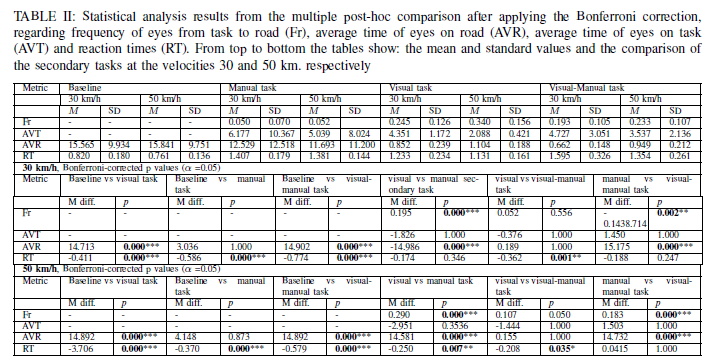 TABLE II: Statistical analysis results from the multiple post-hoc comparison after applying the Bonferroni correction,
regarding frequency of eyes from task to road (Fr), average time of eyes on road (AVR), average time of eyes on task
(AVT) and reaction times (RT). From top to bottom the tables show: the mean and standard values and the comparison of
the secondary tasks at the velocities 30 and 50 km. respectively
Metric Baseline Manual task Visual task Visual-Manual task
30 km/h 50 km/h 30 km/h 50 km/h 30 km/h 50 km/h 30 km/h 50 km/h
M SD M SD M SD M SD M SD M SD M SD M SD
Fr - - - - 0.050 0.070 0.052 0.245 0.126 0.340 0.156 0.193 0.105 0.233 0.107
AVT - - - - 6.177 10.367 5.039 8.024 4.351 1.172 2.088 0.421 4.727 3.051 3.537 2.136
AVR 15.565 9.934 15.841 9.751 12.529 12.518 11.693 11.200 0.852 0.239 1.104 0.188 0.662 0.148 0.949 0.212
RT 0.820 0.180 0.761 0.136 1.407 0.179 1.381 0.144 1.233 0.234 1.131 0.161 1.595 0.326 1.354 0.261
30 km/h, Bonferroni-corrected p values (α =0.05)
Metric Baseline vs visual task Baseline vs manual Baseline vs visual- visual vs manual sec- visual vs visual-manual manual vs visual-
task manual task ondary task task manual task
M diff. p M diff. p M diff. p M diff. p M diff. p M diff. p
Fr - - - - - - 0.195 0.000*** 0.052 0.556 - 0.002**
0.1438.714
AVT - - - - - - -1.826 1.000 -0.376 1.000 1.450 1.000
AVR 14.713 0.000*** 3.036 1.000 14.902 0.000*** -14.986 0.000*** 0.189 1.000 15.175 0.000***
RT -0.411 0.000*** -0.586 0.000*** -0.774 0.000*** -0.174 0.346 -0.362 0.001** -0.188 0.247
50 km/h, Bonferroni-corrected p values (α =0.05)
Metric Baseline vs visual task Baseline vs manual Baseline vs visual- visual vs manual task visual vs visual-manual manual vs visual-
task manual task task manual task
M diff. p M diff. p M diff. p M diff. p M diff. p M diff. p
Fr - - - - - - 0.290 0.000*** 0.107 0.050 0.183 0.000***
AVT - - - - - - -2.951 0.3536 -1.444 1.000 1.503 1.000
AVR 14.892 0.000*** 4.148 0.873 14.892 0.000*** 14.581 0.000*** 0.155 1.000 14.732 0.000***
RT -3.706 0.000*** -0.370 0.000*** -0.579 0.000*** -0.250 0.007** -0.208 0.035* 0.0415 1.000